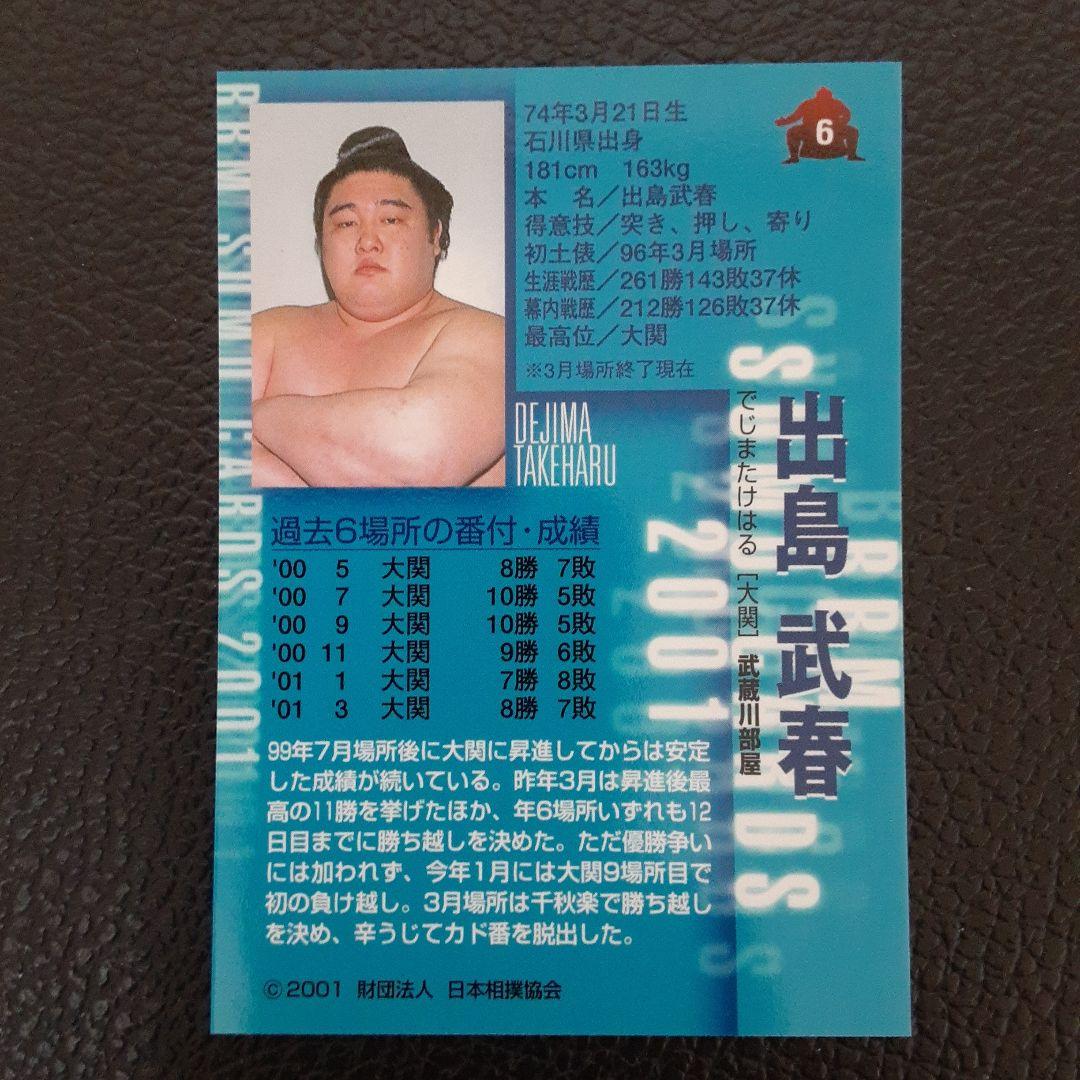 6
74年3月21日生
石川県出身
181cm 163kg
本 名／出島武春
得意技／突き、押し、寄り
初土俵／96年3月場所
生涯戦歴／261勝143敗37休
幕内戦歴／212勝126敗37休
最高位／大関
※3月場所終了現在
DEJIMA
TAKEHARU
出島 武春
でじまたけはる［大関］武蔵川部屋
過去6場所の番付・成績
'00 5 大関 8勝 7敗
'00 7 大関 10勝 5敗
'00 9 大関 10勝 5敗
'00 11 大関 9勝 6敗
'01 1 大関 7勝 8敗
'01 3 大関 8勝 7敗
99年7月場所後に大関に昇進してからは安定
した成績が続いている。昨年3月は昇進後最
高の11勝を挙げたほか、年6場所いずれも12
日目までに勝ち越しを決めた。ただ優勝争い
には加われず、今年1月には大関9場所目で
初の負け越し。3月場所は千秋楽で勝ち越し
を決め、辛うじてカド番を脱出した。
©2001 財団法人 日本相撲協会
BBM SUMO CARDS 2001